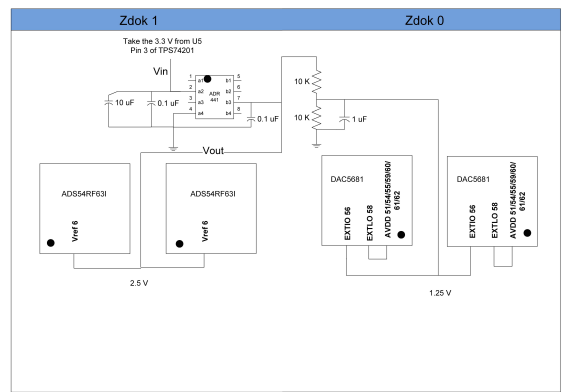 Zdok 1
Zdok 0
Take the 3.3 V from U5
Pin 3 of TPS74201
Vin
1 a1 b1 5
2 a2 b2 6
3 a3 b3 7
4 a4 b4 8
ADR
441
10 uF
0.1 uF
0.1 uF
10 K
10 K
1 uF
Vout
ADS54RF63I
Vref 6
ADS54RF63I
Vref 6
2.5 V
DAC5681
EXTIO 56
EXTLO 58
AVDD 51/54/55/59/60/
61/62
DAC5681
EXTIO 56
EXTLO 58
AVDD 51/54/55/59/60/
61/62
1.25 V